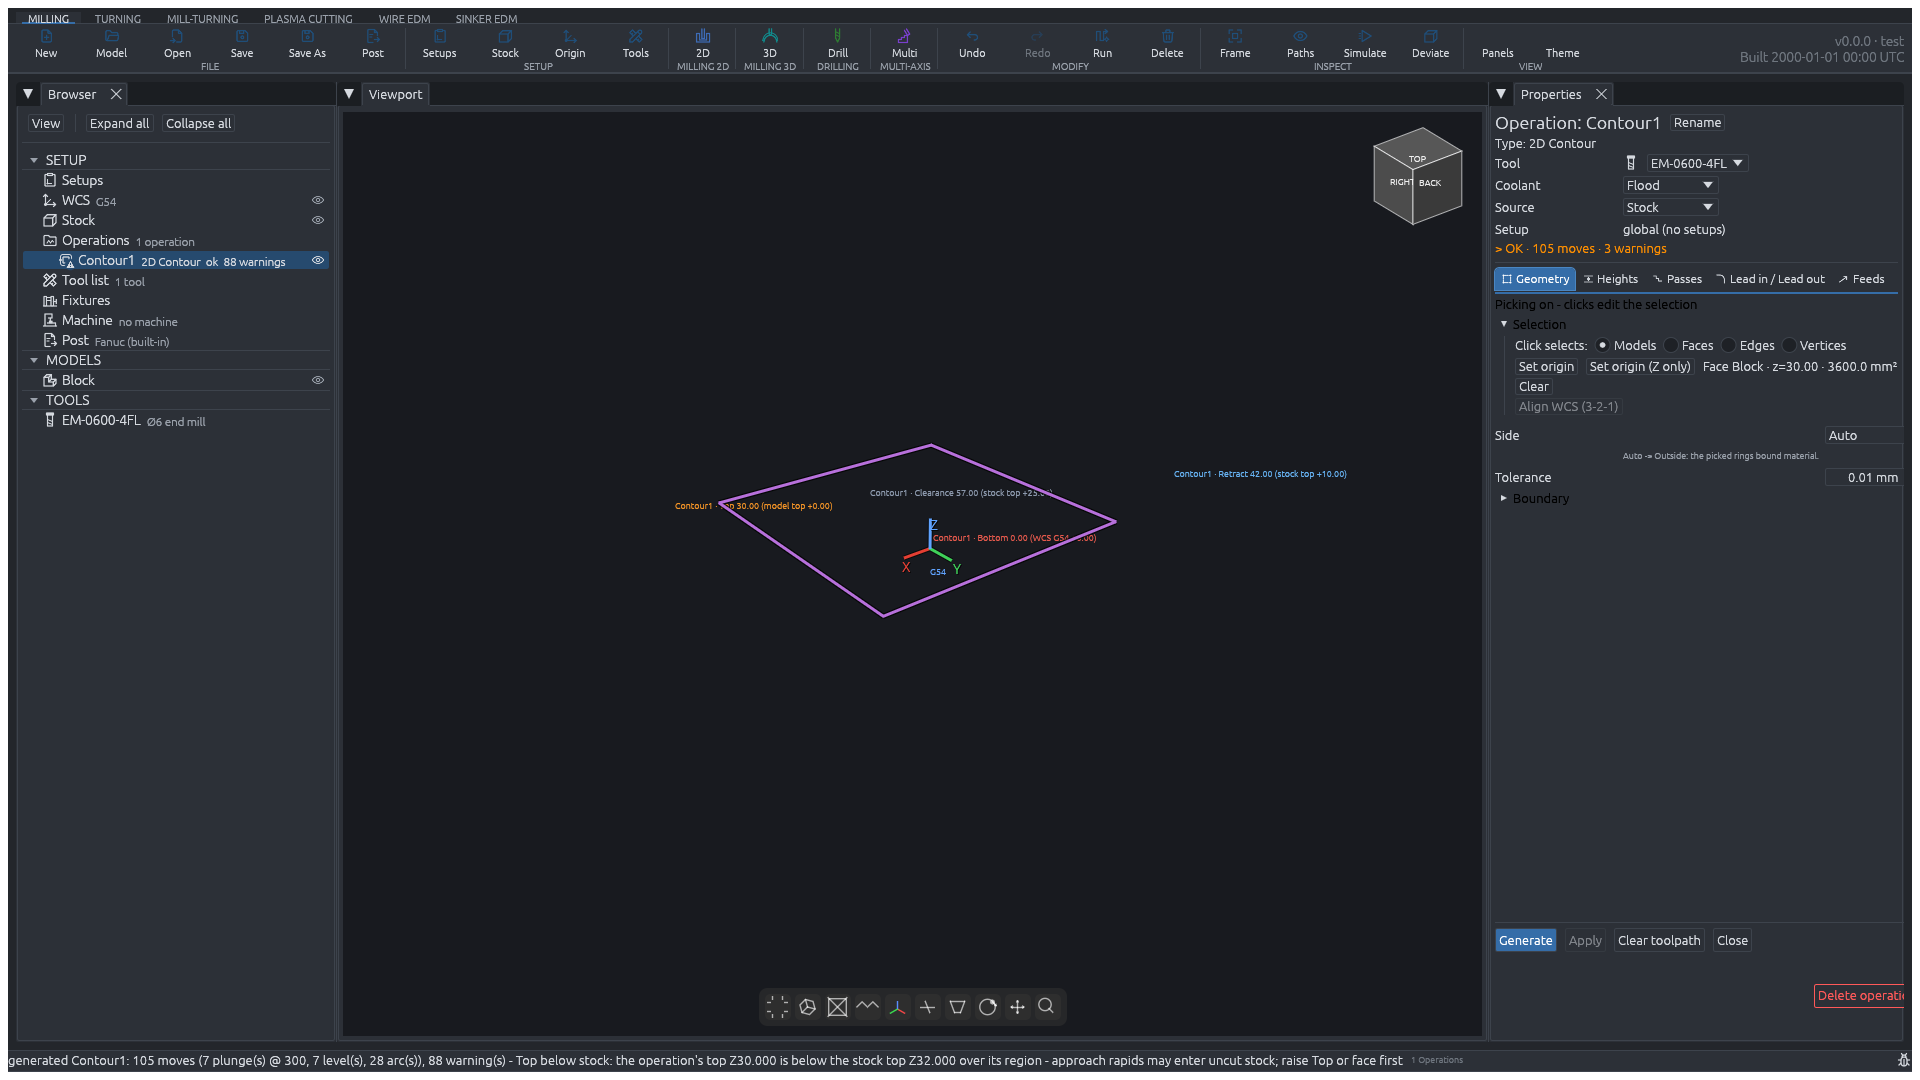 MILLING TURNING MILL-TURNING PLASMA CUTTING WIRE EDM SINKER EDM
New Model Open Save Save As Post Setups Stock Origin Tools 2D 3D Drill Multi Undo Redo Run Delete Frame Paths Simulate Deviate Panels Theme
FILE SETUP MILLING 2D MILLING 3D DRILLING MULTI-AXIS MODIFY INSPECT VIEW
v0.0.0 · test
Built 2000-01-01 00:00 UTC
Browser
View Expand all Collapse all
SETUP
Setups
WCS G54
Stock
Operations 1 operation
Contour1 2D Contour ok 88 warnings
Tool list 1 tool
Fixtures
Machine no machine
Post Fanuc (built-in)
MODELS
Block
TOOLS
EM-0600-4FL Ø6 end mill
Viewport
TOP
RIGHT BACK
Contour1 · Retract 42.00 (stock top +10.00)
Contour1 · Clearance 57.00 (stock top +25.00)
Contour1 · Top 30.00 (model top +0.00)
Z
Contour1 · Bottom 0.00 (WCS G54 +0.00)
X G54 Y
Properties
Operation: Contour1 Rename
Type: 2D Contour
Tool EM-0600-4FL
Coolant Flood
Source Stock
Setup global (no setups)
> OK · 105 moves · 3 warnings
Geometry Heights Passes Lead in / Lead out Feeds
Picking on - clicks edit the selection
Selection
Click selects: Models Faces Edges Vertices
Set origin Set origin (Z only) Face Block · z=30.00 · 3600.0 mm²
Clear
Align WCS (3-2-1)
Side Auto
Auto -> Outside: the picked rings bound material.
Tolerance 0.01 mm
Boundary
Generate Apply Clear toolpath Close
Delete operatio
generated Contour1: 105 moves (7 plunge(s) @ 300, 7 level(s), 28 arc(s)), 88 warning(s) - Top below stock: the operation's top Z30.000 is below the stock top Z32.000 over its region - approach rapids may enter uncut stock; raise Top or face first 1 Operations